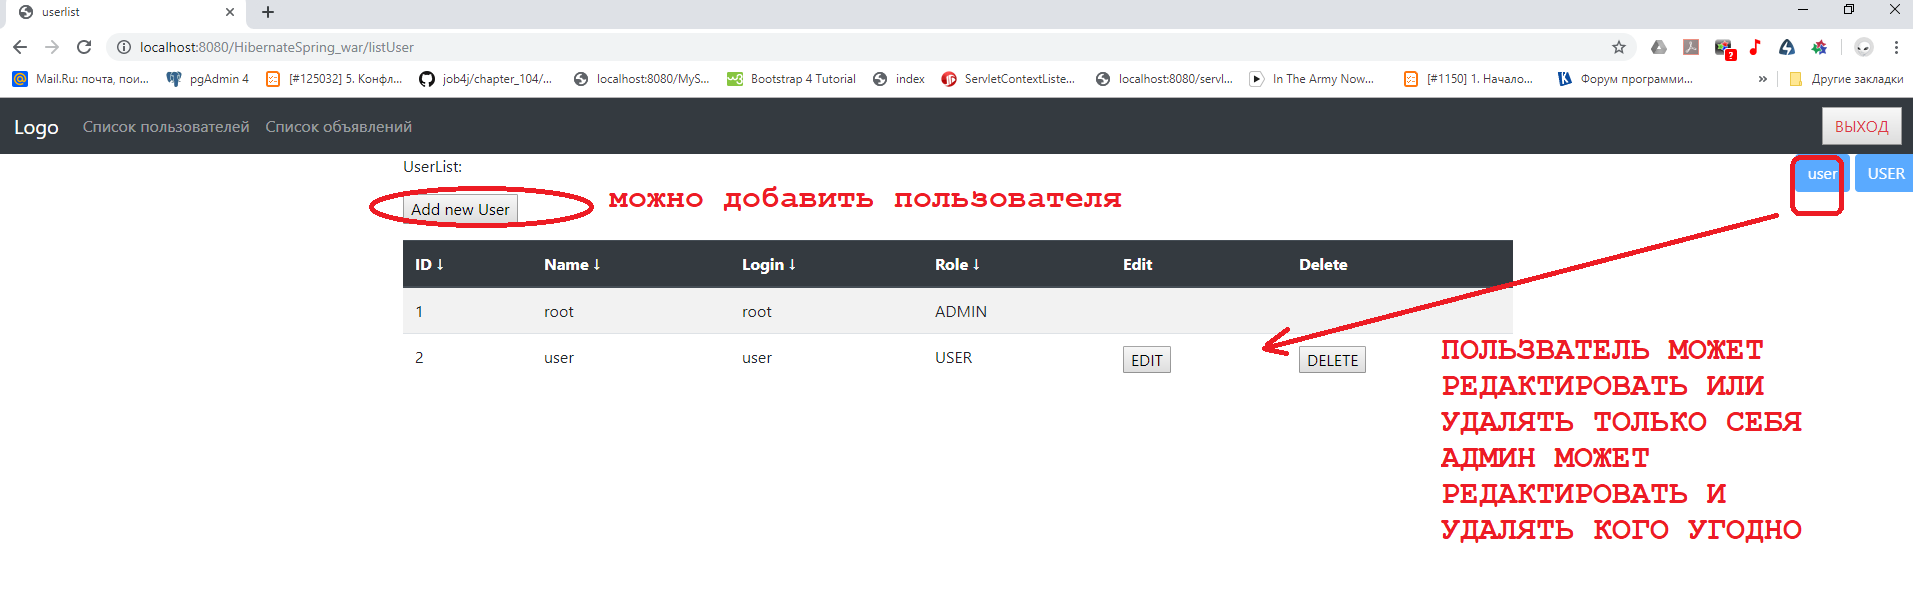 userlist
localhost:8080/HibernateSpring_war/listUser
Mail.Ru: почта, пои... pgAdmin 4 [#125032] 5. Конфл... job4j/chapter_104/... localhost:8080/MyS... Bootstrap 4 Tutorial index ServletContextListe... localhost:8080/servl... In The Army Now... [#1150] 1. Начало... Форум программи... » Другие закладки
Logo Список пользователей Список объявлений ВЫХОД
UserList:
user USER
Add new User можно добавить пользователя
ID ↓ Name ↓ Login ↓ Role ↓ Edit Delete
1 root root ADMIN
2 user user USER EDIT DELETE
ПОЛЬЗВАТЕЛЬ МОЖЕТ
РЕДАКТИРОВАТЬ ИЛИ
УДАЛЯТЬ ТОЛЬКО СЕБЯ
АДМИН МОЖЕТ
РЕДАКТИРОВАТЬ И
УДАЛЯТЬ КОГО УГОДНО